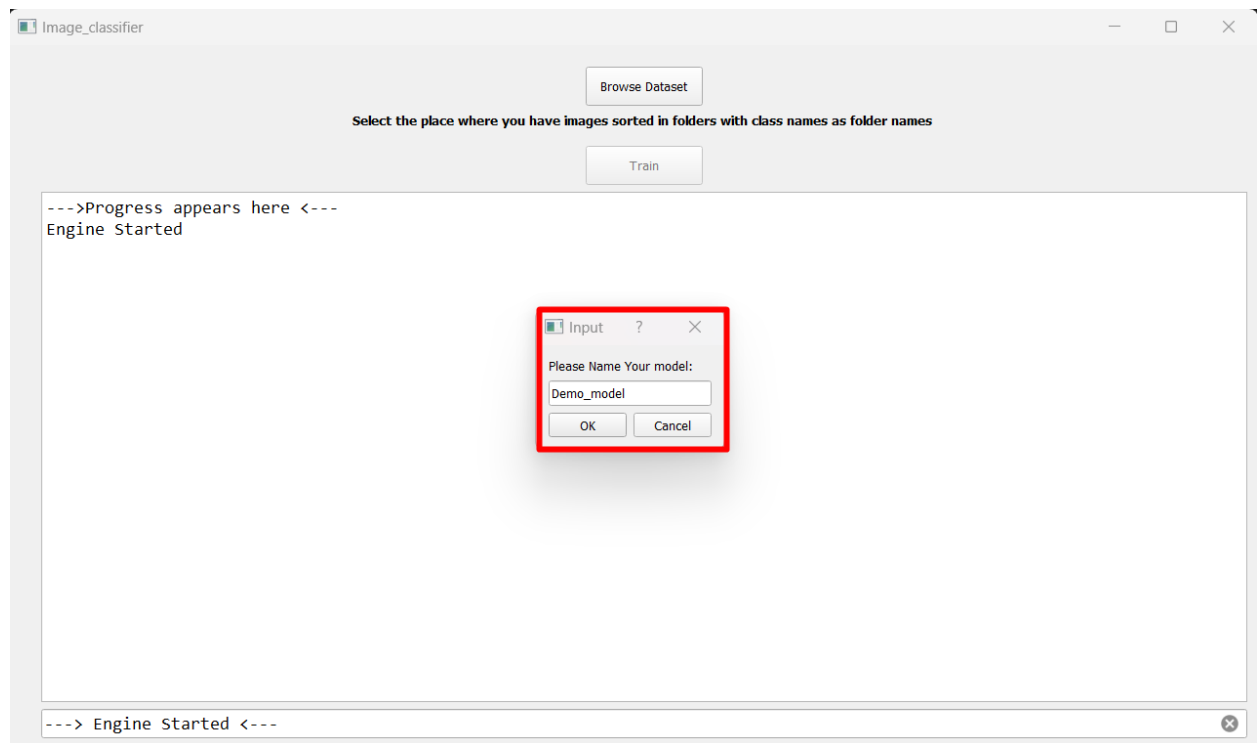 Image_classifier
Browse Dataset
Select the place where you have images sorted in folders with class names as folder names
Train
--->Progress appears here <---
Engine Started
Input ?
Please Name Your model:
Demo_model
OK Cancel
---> Engine Started <---